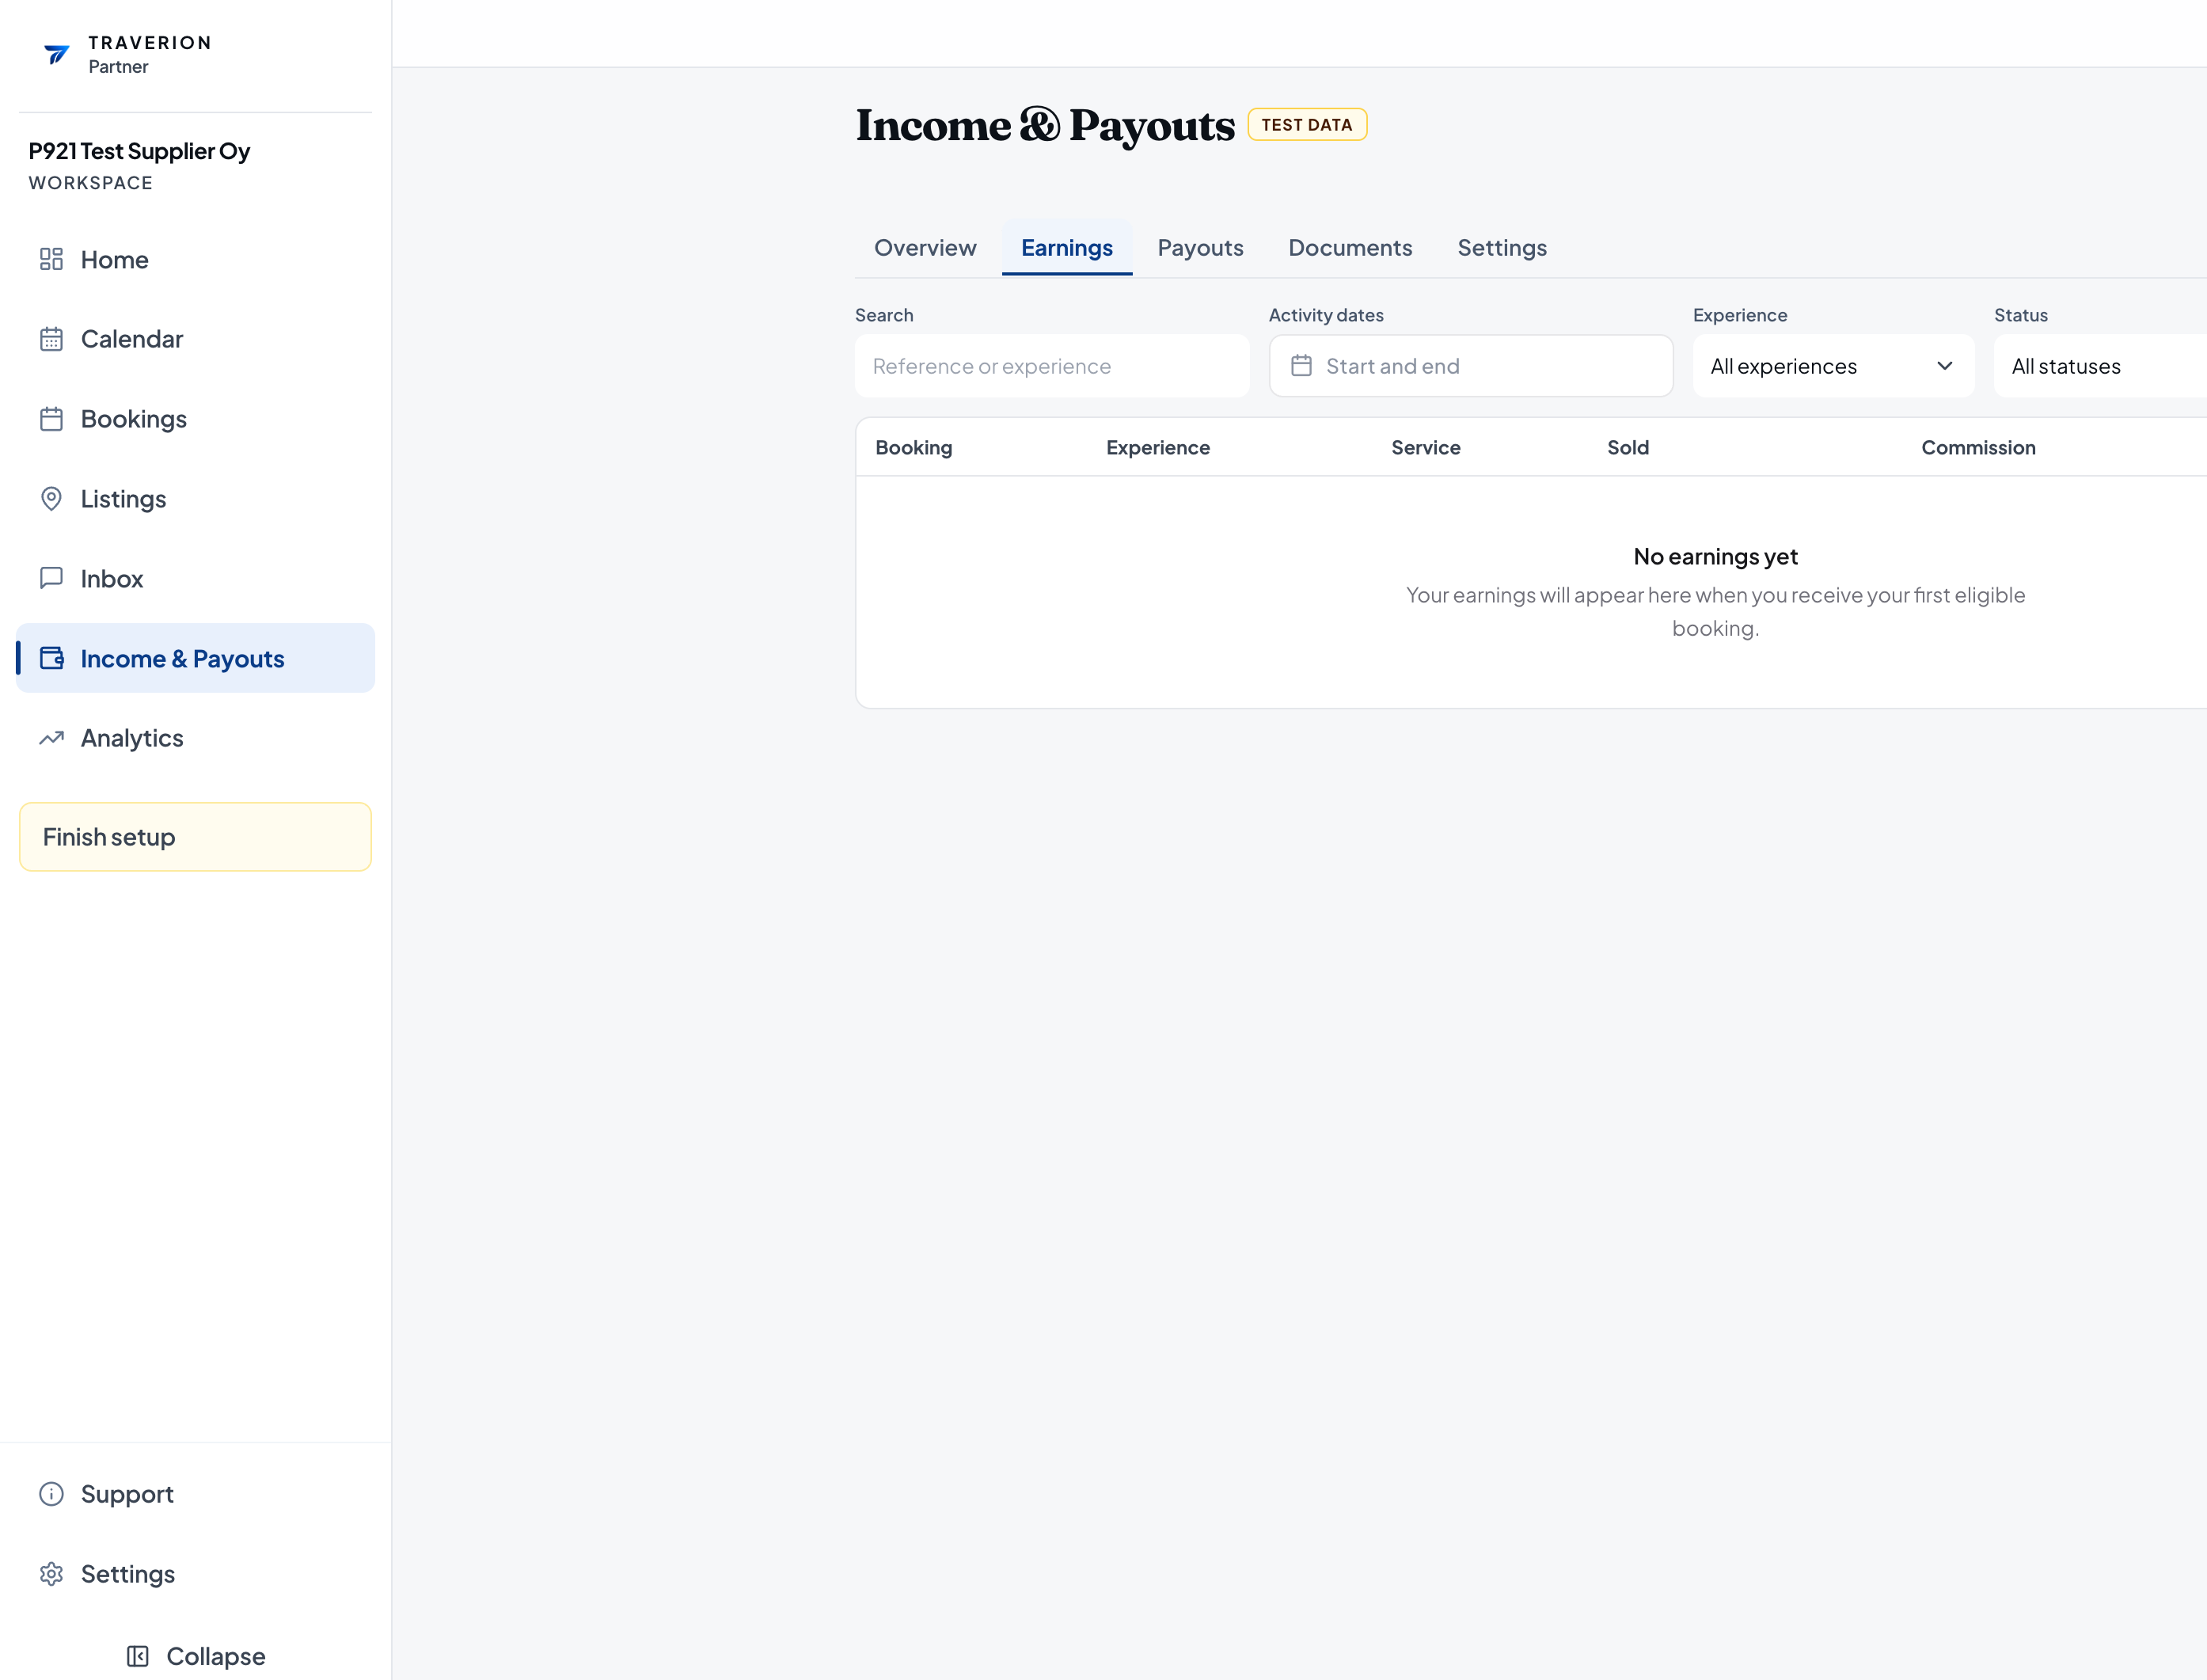 TRAVERION
Partner
P921 Test Supplier Oy
WORKSPACE
Home
Calendar
Bookings
Listings
Inbox
Income & Payouts
Analytics
Finish setup
Support
Settings
Collapse
Income & Payouts TEST DATA
Overview Earnings Payouts Documents Settings
Search Activity dates Experience Status
Reference or experience Start and end All experiences All statuses
Booking Experience Service Sold Commission
No earnings yet
Your earnings will appear here when you receive your first eligible
booking.